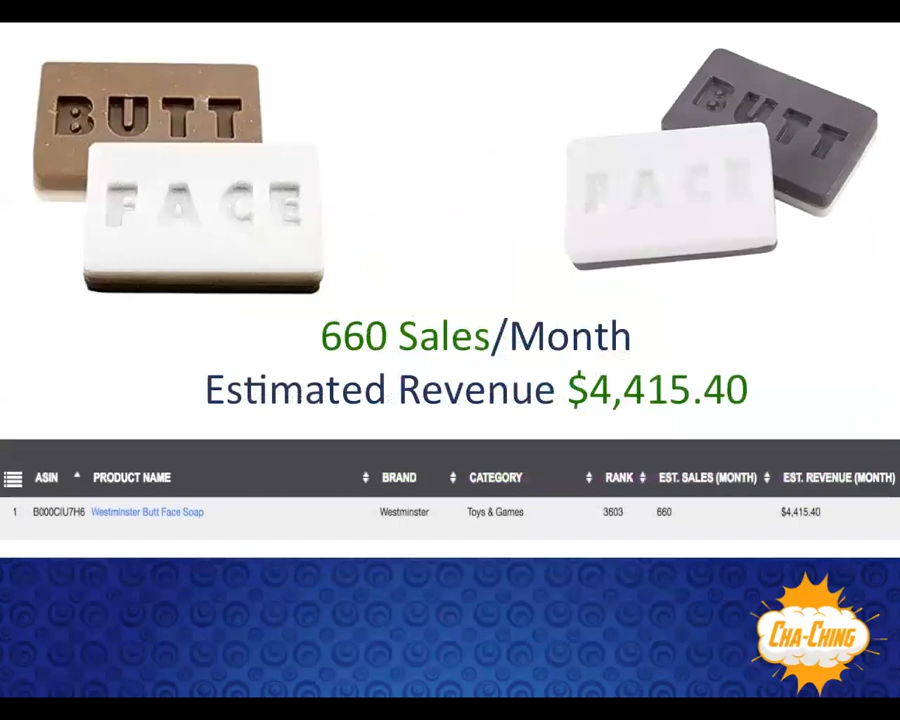 BUTT
FACE
BUTT
FACE
660 Sales/Month
Estimated Revenue $4,415.40
ASIN PRODUCT NAME BRAND CATEGORY RANK EST. SALES (MONTH) EST. REVENUE (MONTH)
1 B000CIU7H6 Westminster Butt Face Soap Westminster Toys & Games 3603 660 $4,415.40
CHA-CHING